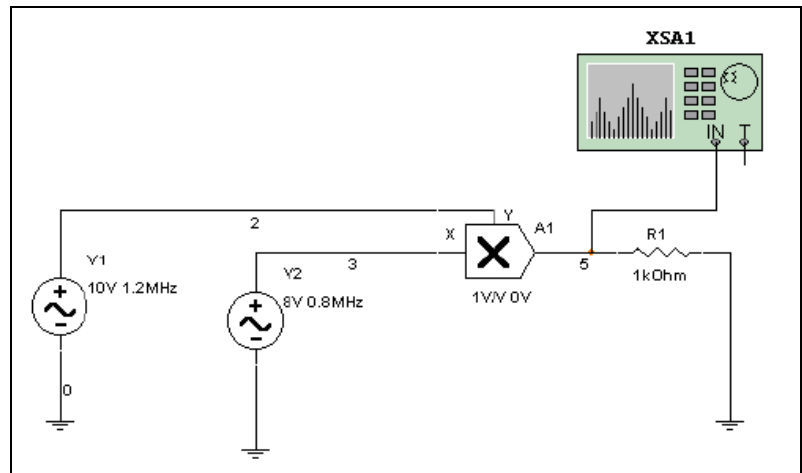 XSA1
IN T
2
Y
X
A1
R1
V1
10V 1.2MHz
3
V2
8V 0.8MHz
5
1kOhm
1V/V 0V
0